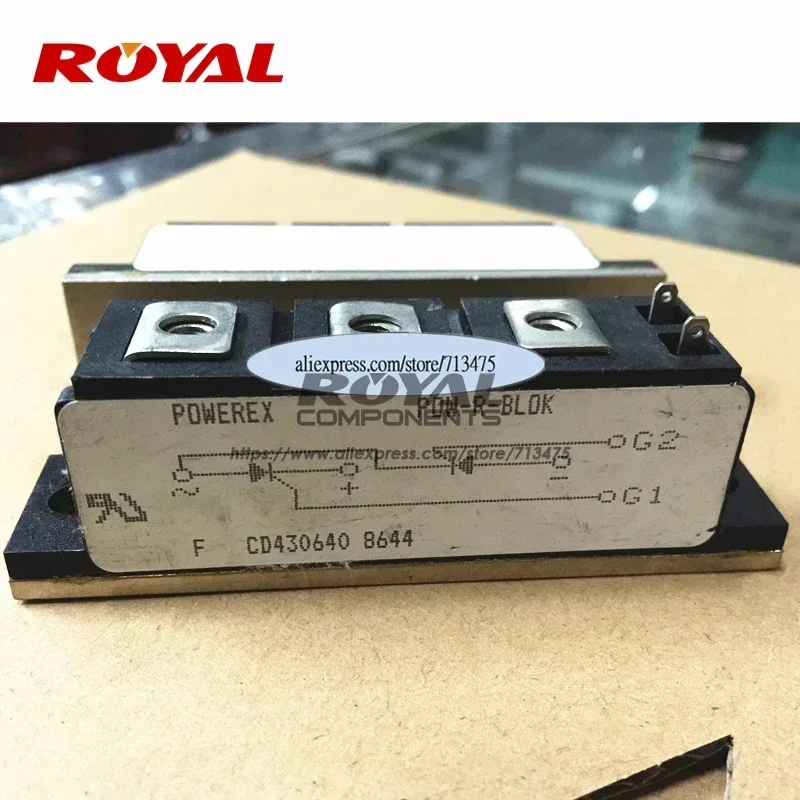 ROYAL
aliexpress.com/store/713475
ROYAL
COMPONENTS
POWEREX POW-R-BLOK
https://www.aliexpress.com/store/713475
G2
~ + -
G1
F CD430640 8644